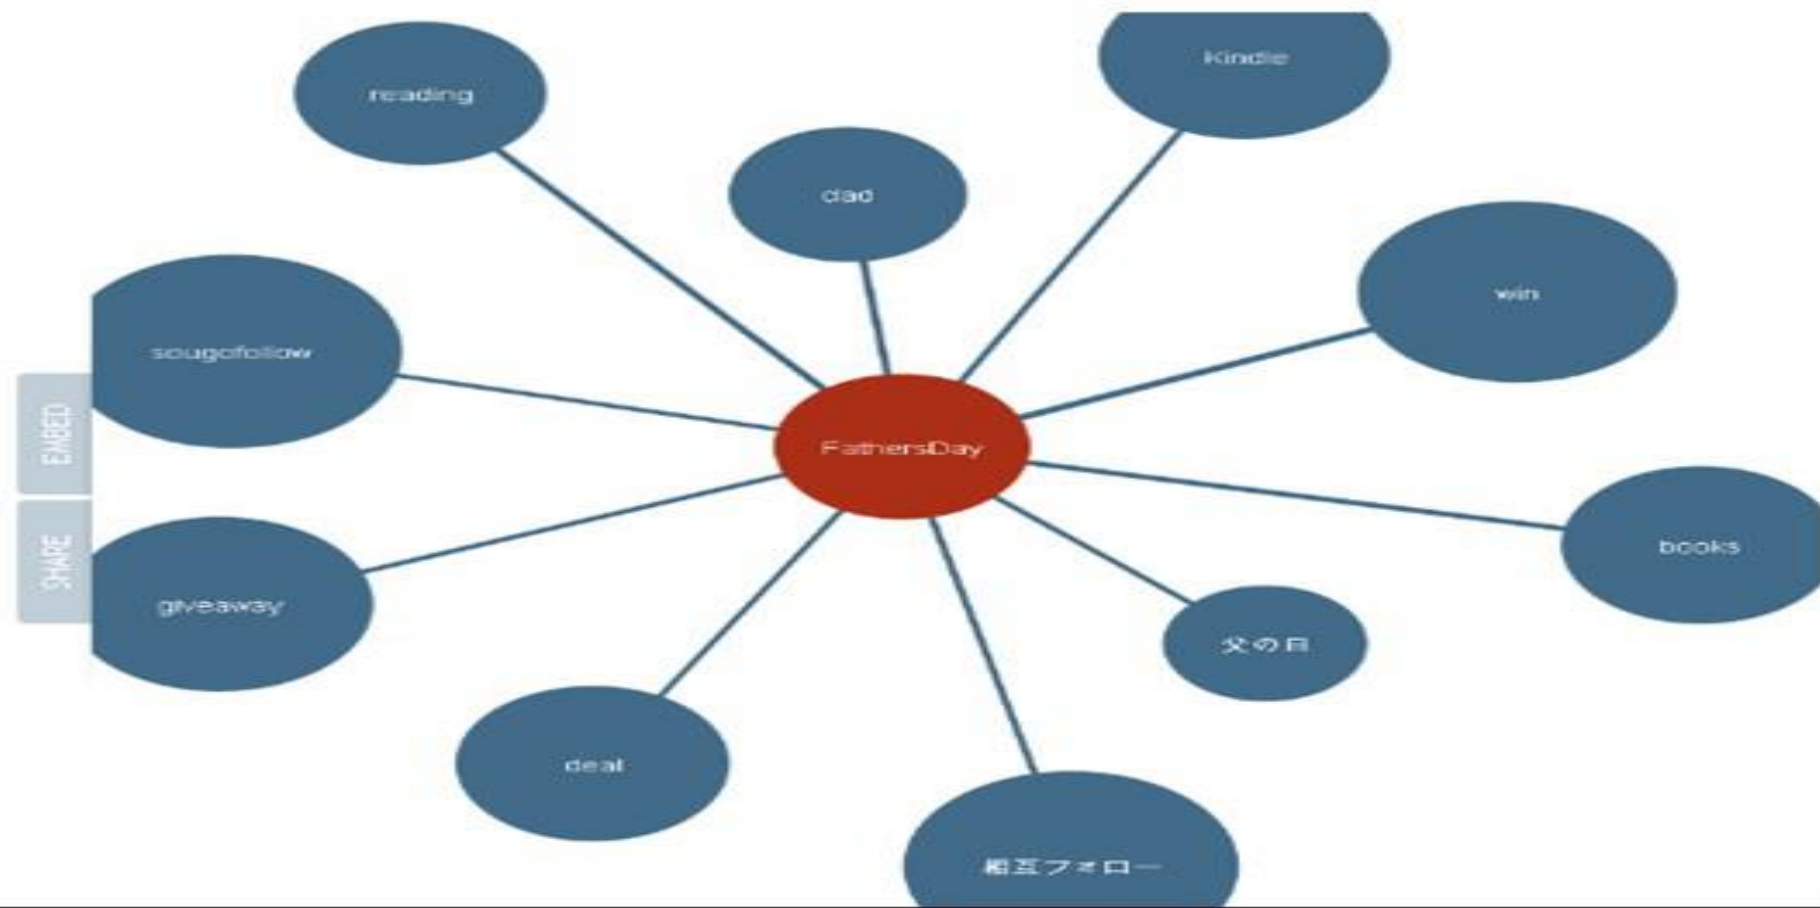 Kindle
reading
dad
win
sougofollow
EMBED
FathersDay
books
SHARE
giveaway
父の日
deal
相互フォロー